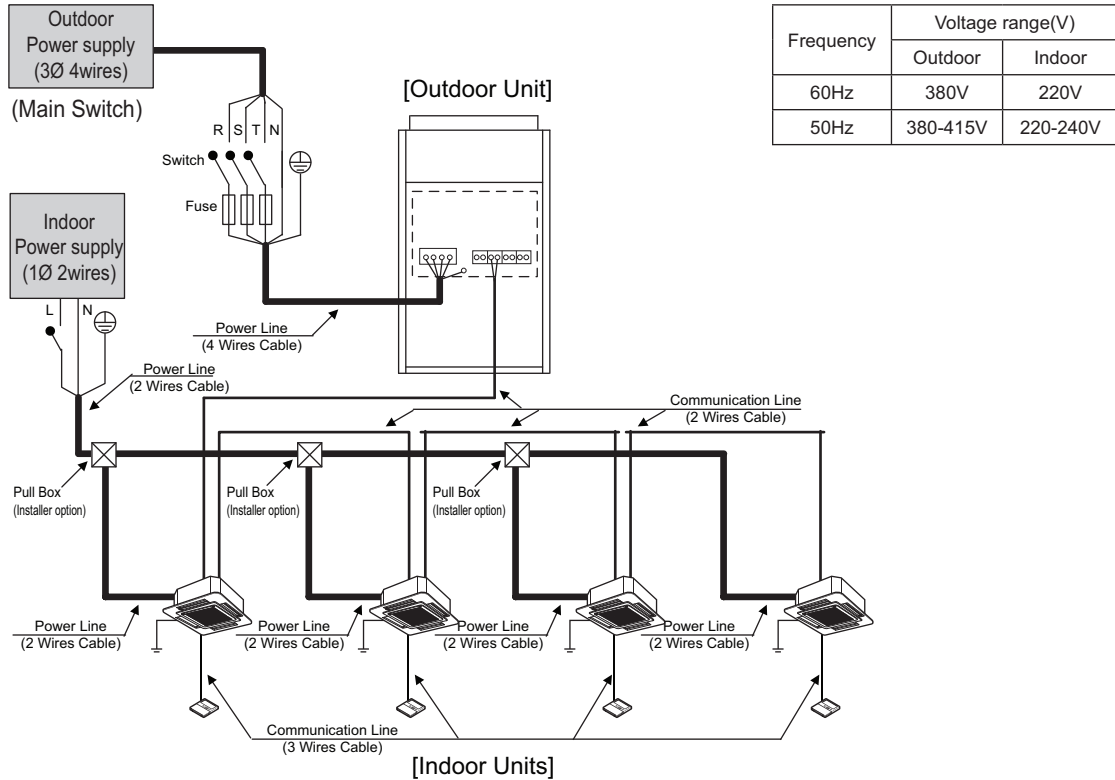 Outdoor
Power supply
(3Ø 4wires)
(Main Switch)
R S T N
Switch
Fuse
[Outdoor Unit]
Frequency
Voltage range(V)
Outdoor Indoor
60Hz 380V 220V
50Hz 380-415V 220-240V
Indoor
Power supply
(1Ø 2wires)
L N
Power Line
(4 Wires Cable)
Power Line
(2 Wires Cable)
Communication Line
(2 Wires Cable)
Pull Box
(Installer option)
Pull Box
(Installer option)
Pull Box
(Installer option)
Power Line
(2 Wires Cable)
Power Line
(2 Wires Cable)
Power Line
(2 Wires Cable)
Power Line
(2 Wires Cable)
Communication Line
(3 Wires Cable)
[Indoor Units]